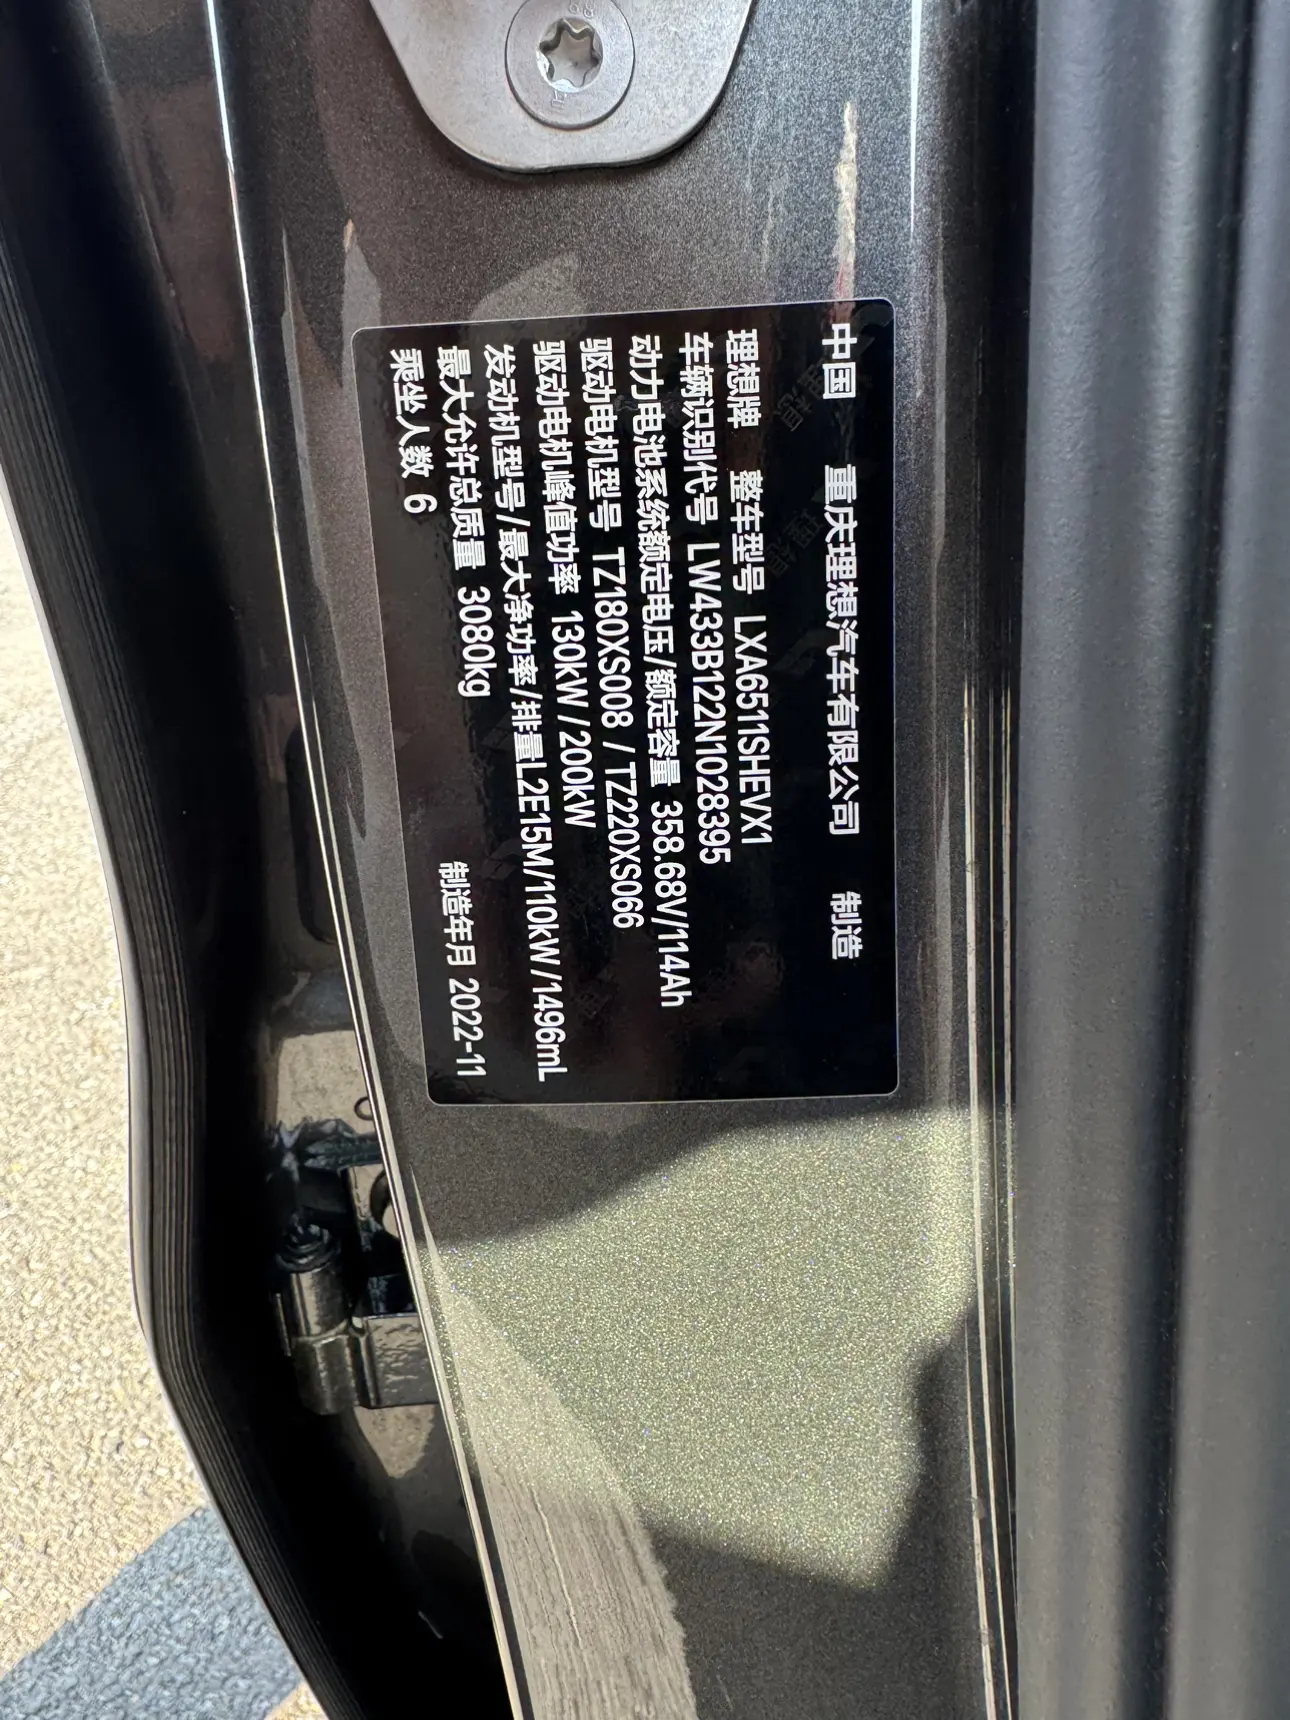 中国 重庆理想汽车有限公司 制造
理想牌 整车型号 LXA6511SHEVX1
车辆识别代号 LW433B122N1028395
动力电池系统额定电压/额定容量 358.68V/114Ah
驱动电机型号 TZ180XS008 / TZ220XS066
驱动电机峰值功率 130kW /200kW
发动机型号/最大净功率/排量L2E15M/110kW/1496mL
最大允许总质量 3080kg 制造年月 2022-11
乘坐人数 6